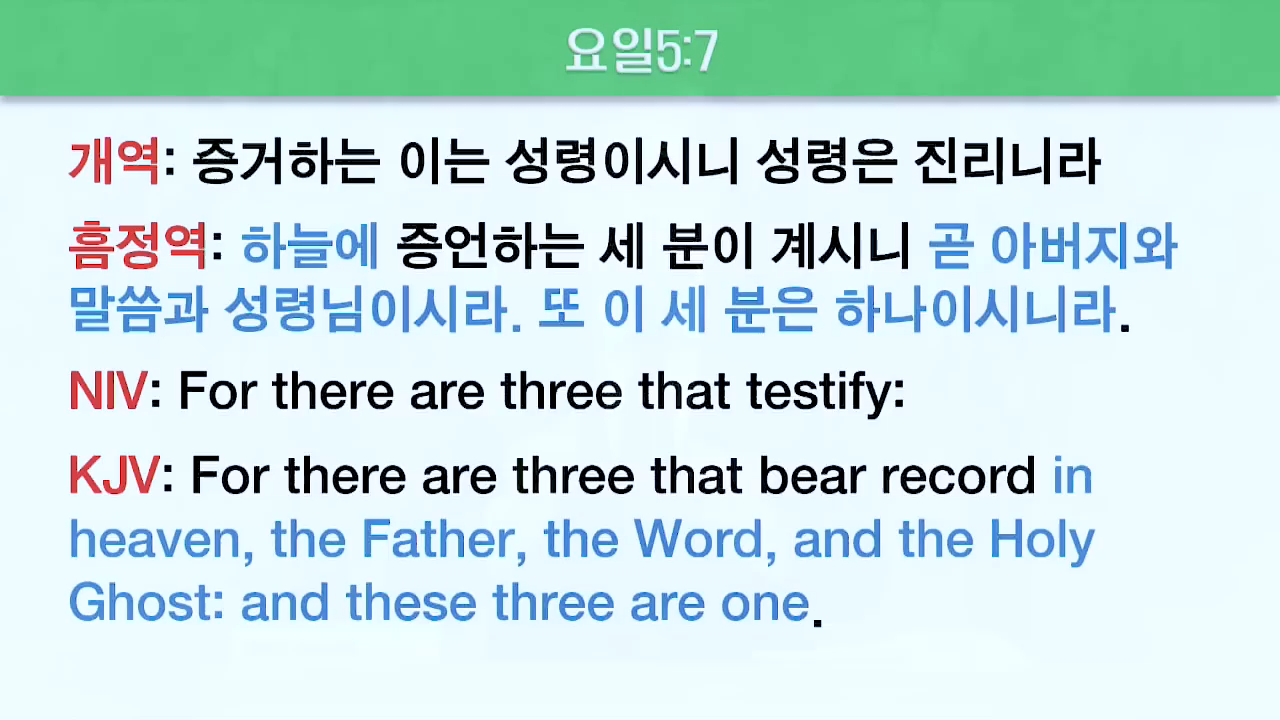 요일5:7
개역: 증거하는 이는 성령이시니 성령은 진리니라
흠정역: 하늘에 증언하는 세 분이 계시니 곧 아버지와
말씀과 성령님이시라. 또 이 세 분은 하나이시니라.
NIV: For there are three that testify:
KJV: For there are three that bear record in
heaven, the Father, the Word, and the Holy
Ghost: and these three are one.